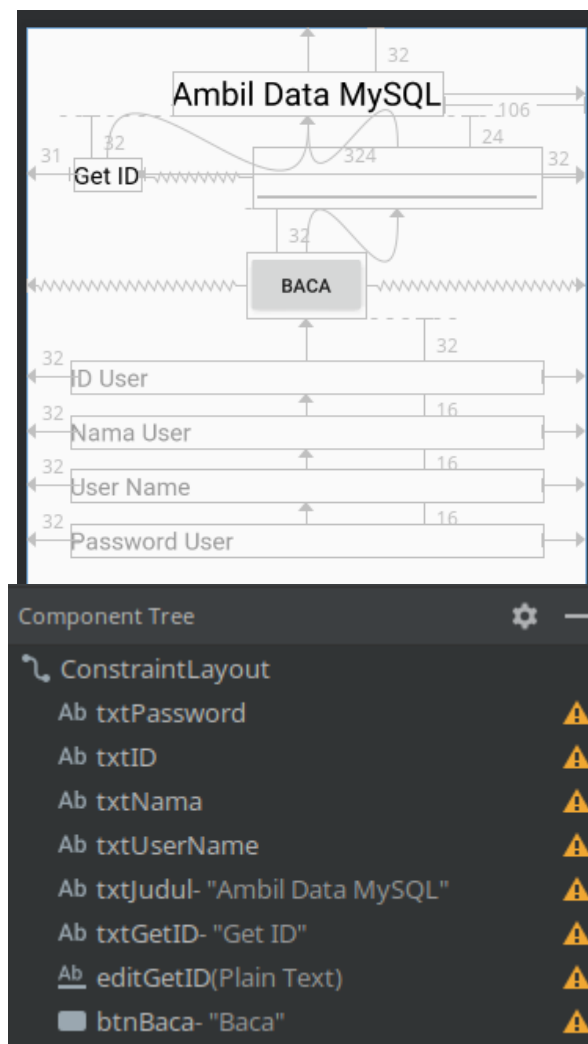 32
Ambil Data MySQL
106
32
24
31
324
32
Get ID
32
BACA
32
32
ID User
16
32
Nama User
16
32
User Name
16
32
Password User
Component Tree
ConstraintLayout
Ab txtPassword
Ab txtID
Ab txtNama
Ab txtUserName
Ab txtJudul- "Ambil Data MySQL"
Ab txtGetID- "Get ID"
Ab editGetID(Plain Text)
btnBaca- "Baca"